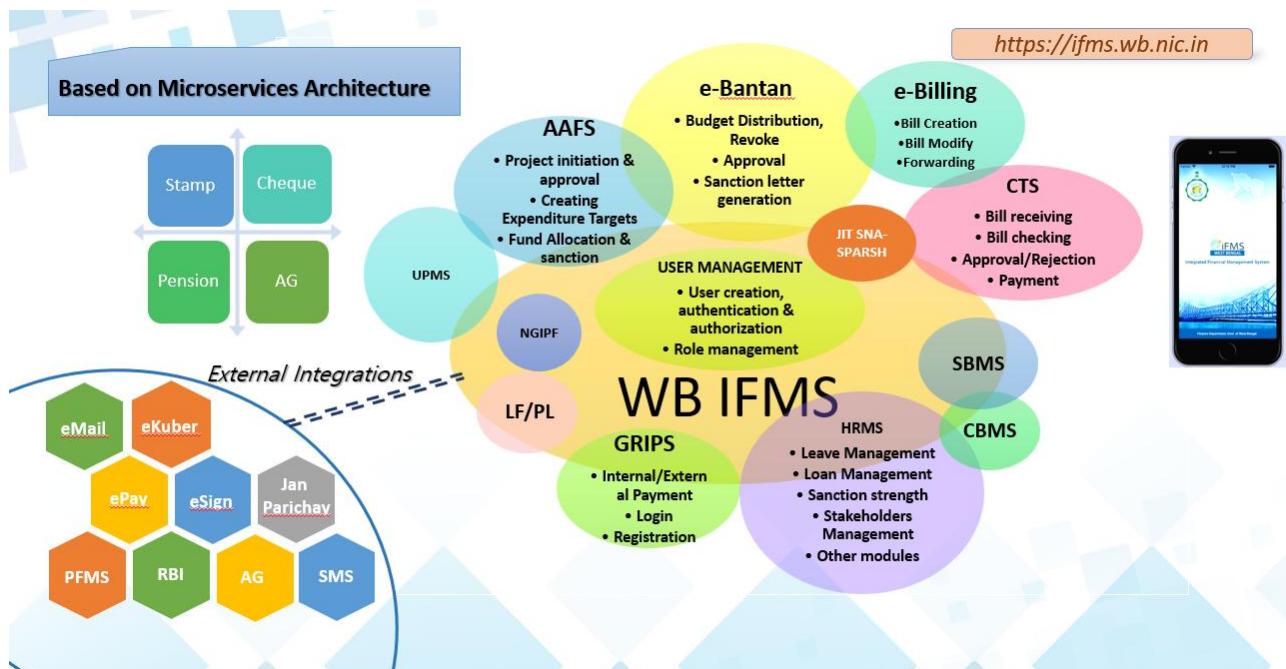 https://ifms.wb.nic.in
Based on Microservices Architecture
Stamp
Cheque
Pension
AG
AAFS
• Project initiation &
approval
• Creating
Expenditure Targets
• Fund Allocation &
sanction
e-Bantan
• Budget Distribution,
Revoke
• Approval
• Sanction letter
generation
e-Billing
•Bill Creation
•Bill Modify
•Forwarding
CTS
• Bill receiving
• Bill checking
• Approval/Rejection
• Payment
JIT SNA-
SPARSH
UPMS
USER MANAGEMENT
• User creation,
authentication &
authorization
• Role management
NGIPF
LF/PL
WB IFMS
SBMS
CBMS
GRIPS
• Internal/Extern
al Payment
• Login
• Registration
HRMS
• Leave Management
• Loan Management
• Sanction strength
• Stakeholders
Management
• Other modules
External Integrations
eMail
eKuber
ePay
eSign
Jan
Parichay
PFMS
RBI
AG
SMS
iFMS
WEST BENGAL
Integrated Financial Management System